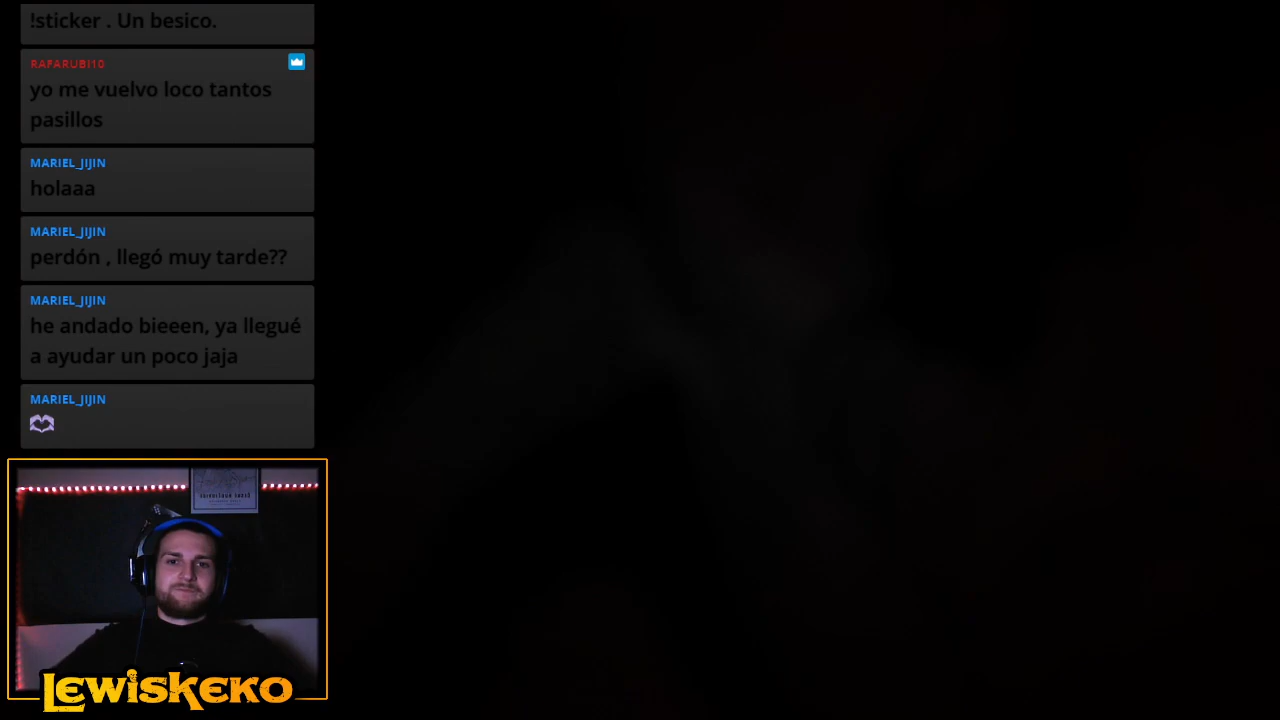 !sticker . Un besico.
RAFARUBI10
yo me vuelvo loco tantos
pasillos
MARIEL_JIJIN
holaaa
MARIEL_JIJIN
perdón , llegó muy tarde??
MARIEL_JIJIN
he andado bieeen, ya llegué
a ayudar un poco jaja
MARIEL_JIJIN
LEWISKEKO